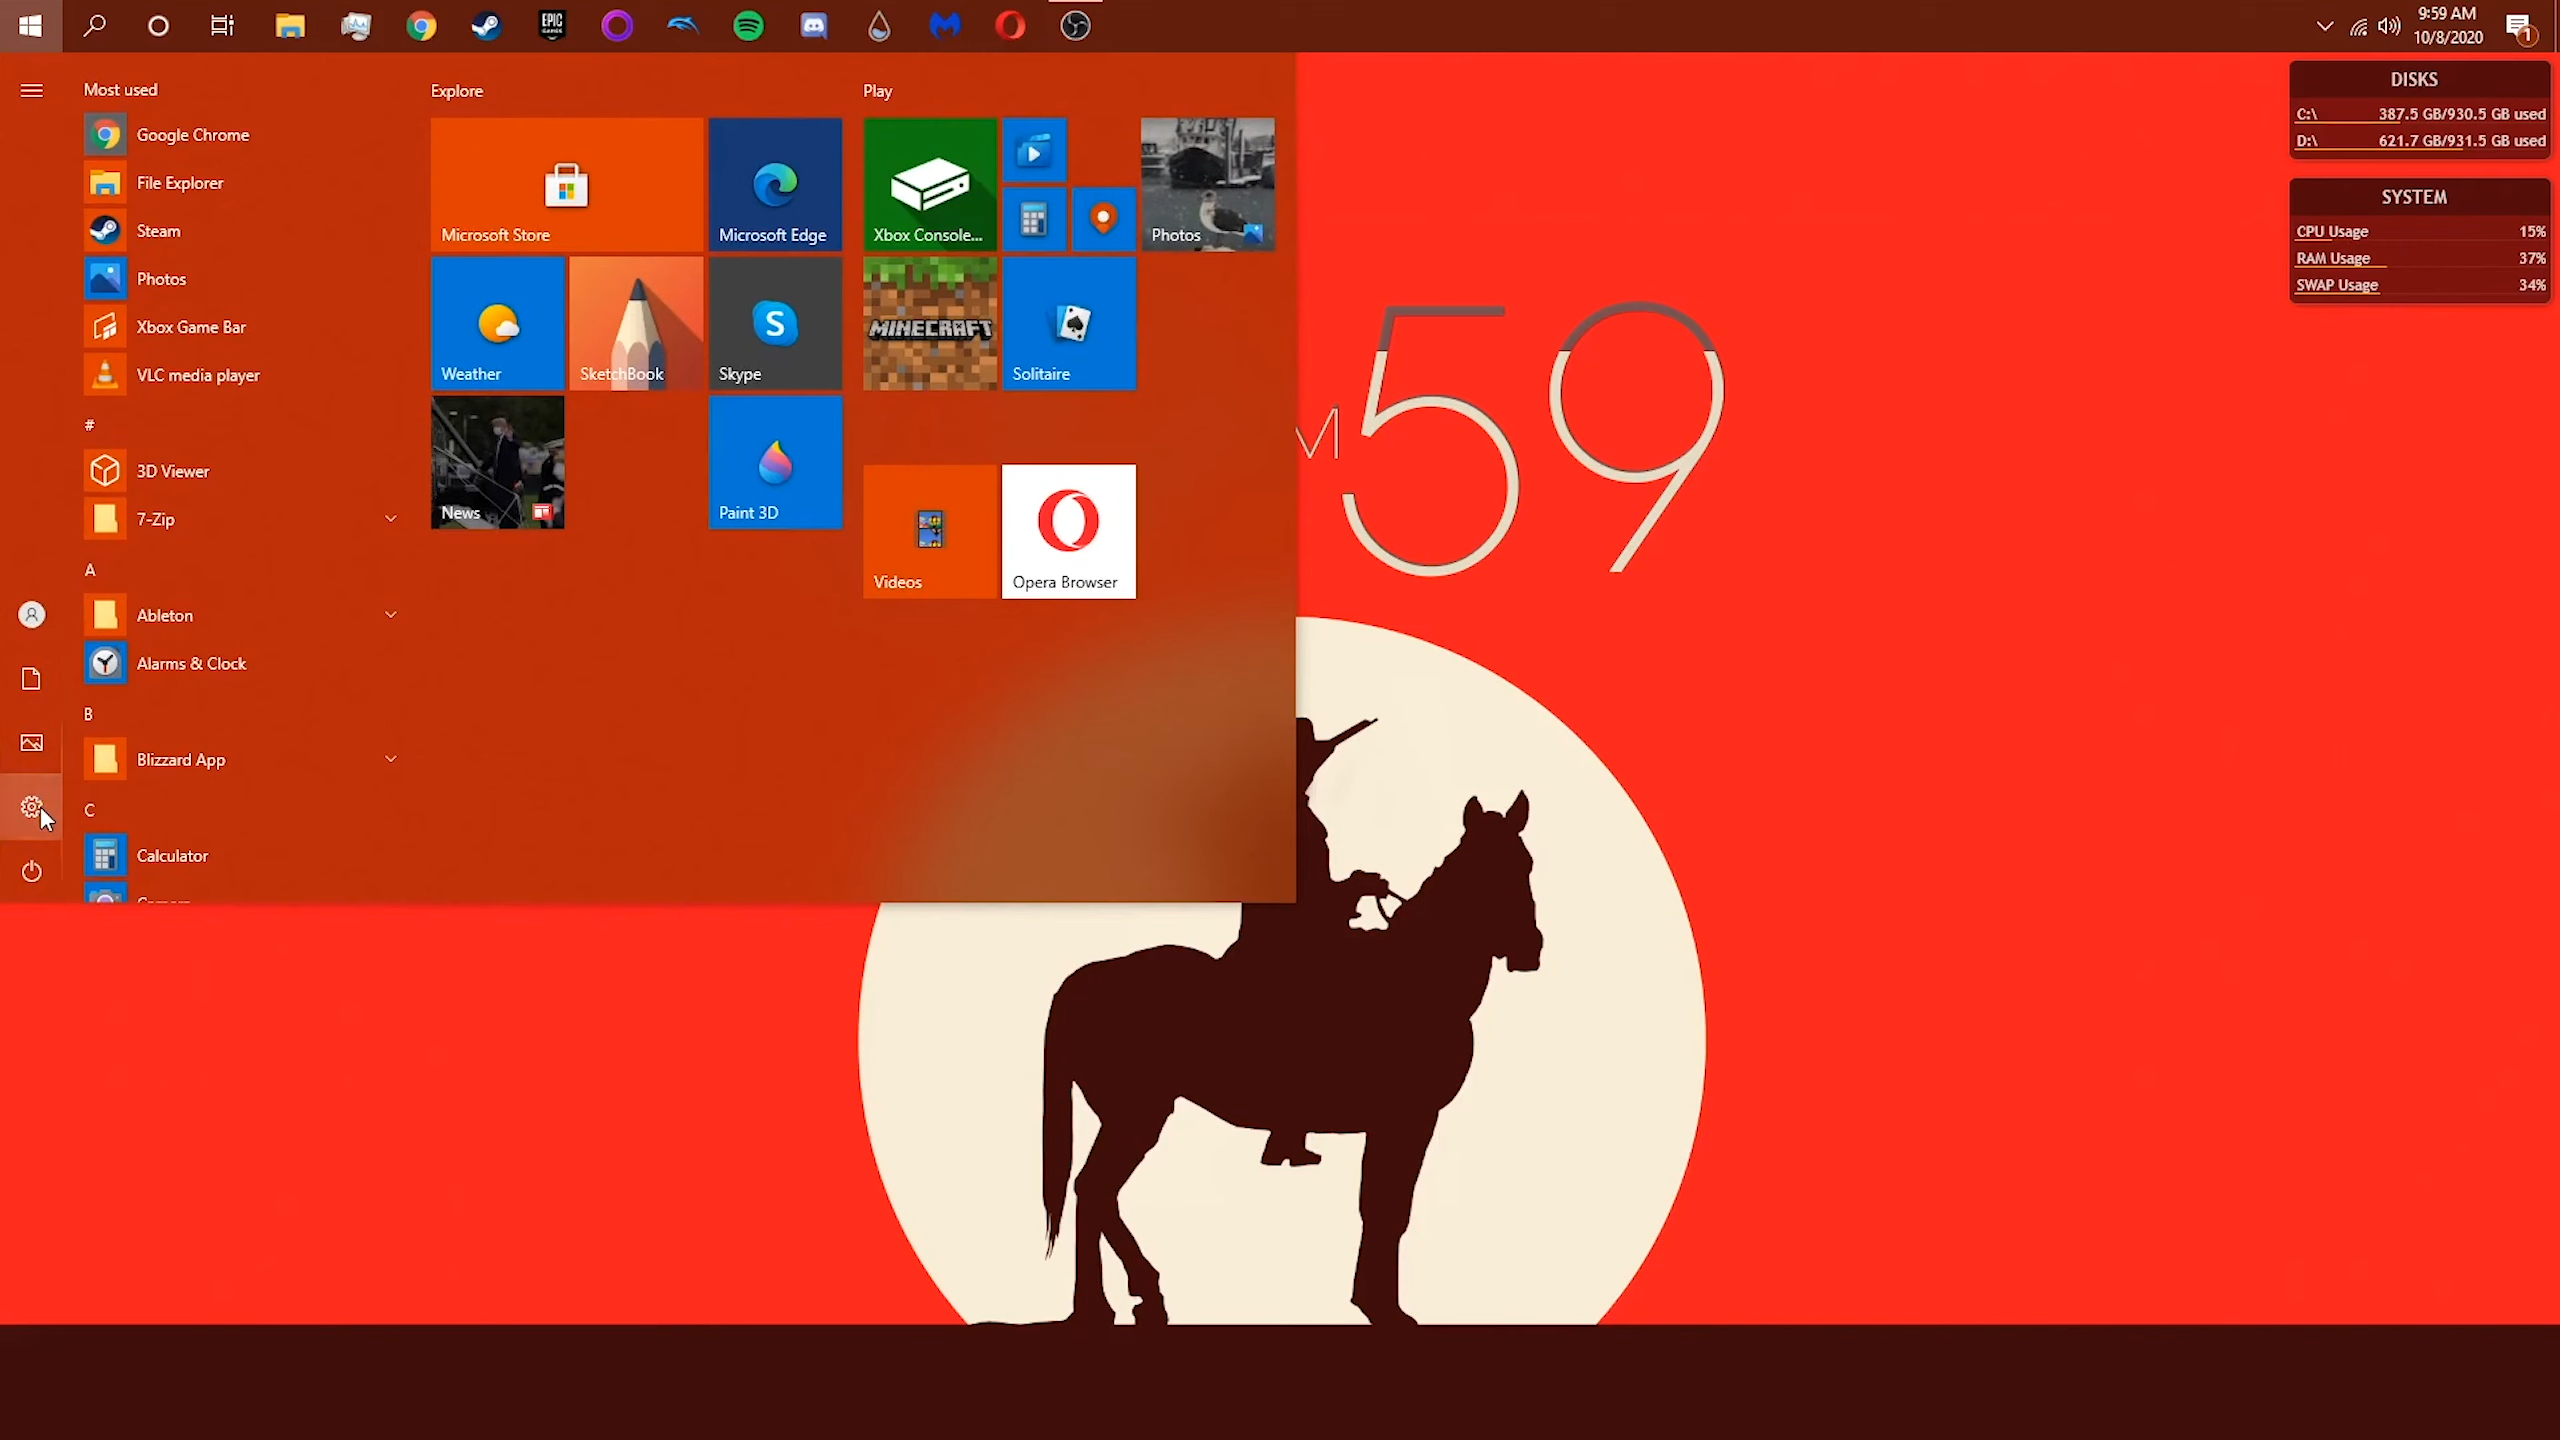 EPIC
GAMES
9:59 AM
10/8/2020
1
Most used
Google Chrome
File Explorer
Steam
Photos
Xbox Game Bar
VLC media player
#
3D Viewer
7-Zip
A
Ableton
Alarms & Clock
B
Blizzard App
C
Calculator
Explore
Microsoft Store
Microsoft Edge
Weather
SketchBook
S
Skype
News
Paint 3D
Play
Xbox Console...
Photos
MINECRAFT
Solitaire
Videos
Opera Browser
M
59
DISKS
C:\ 387.5 GB/930.5 GB used
D:\ 621.7 GB/931.5 GB used
SYSTEM
CPU Usage 15%
RAM Usage 37%
SWAP Usage 34%